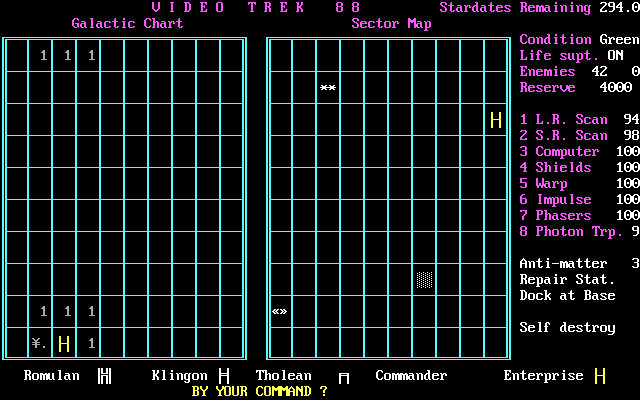 V I D E O   T R E K   8 8   Stardates Remaining 294.0
Galactic Chart   Sector Map
Condition Green
1 1 1   Life supt. ON
Enemies 42 0
**   Reserve 4000
H   1 L.R. Scan 94
2 S.R. Scan 98
3 Computer 100
4 Shields 100
5 Warp 100
6 Impulse 100
7 Phasers 100
8 Photon Trp. 9
Anti-matter 3
Repair Stat.
Dock at Base
1 1 1   «»
Self destroy
¥. H 1
Romulan   Klingon   Tholean   Commander   Enterprise
BY YOUR COMMAND ?